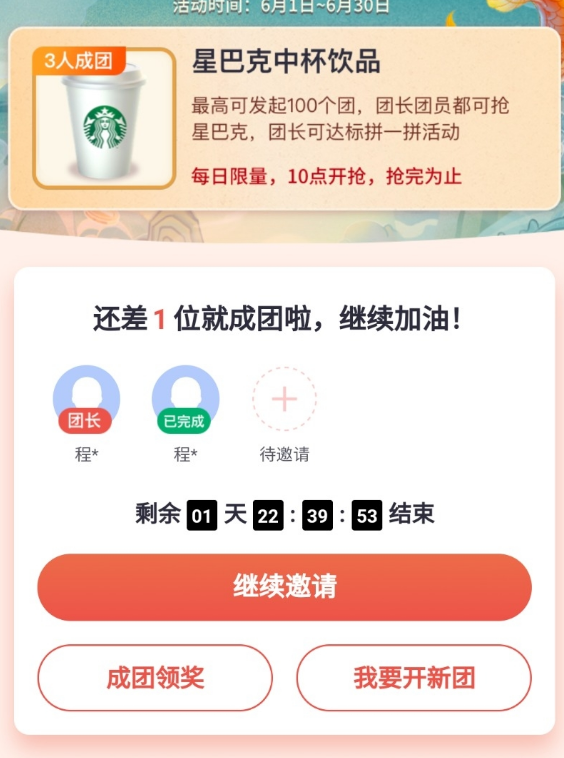 活动时间：6月1日~6月30日
3人成团
星巴克中杯饮品
最高可发起100个团，团长团员都可抢
星巴克，团长可达标拼一拼活动
每日限量，10点开抢，抢完为止
还差1位就成团啦，继续加油！
团长 已完成
程* 程* 待邀请
剩余 01 天 22 : 39 : 53 结束
继续邀请
成团领奖 我要开新团